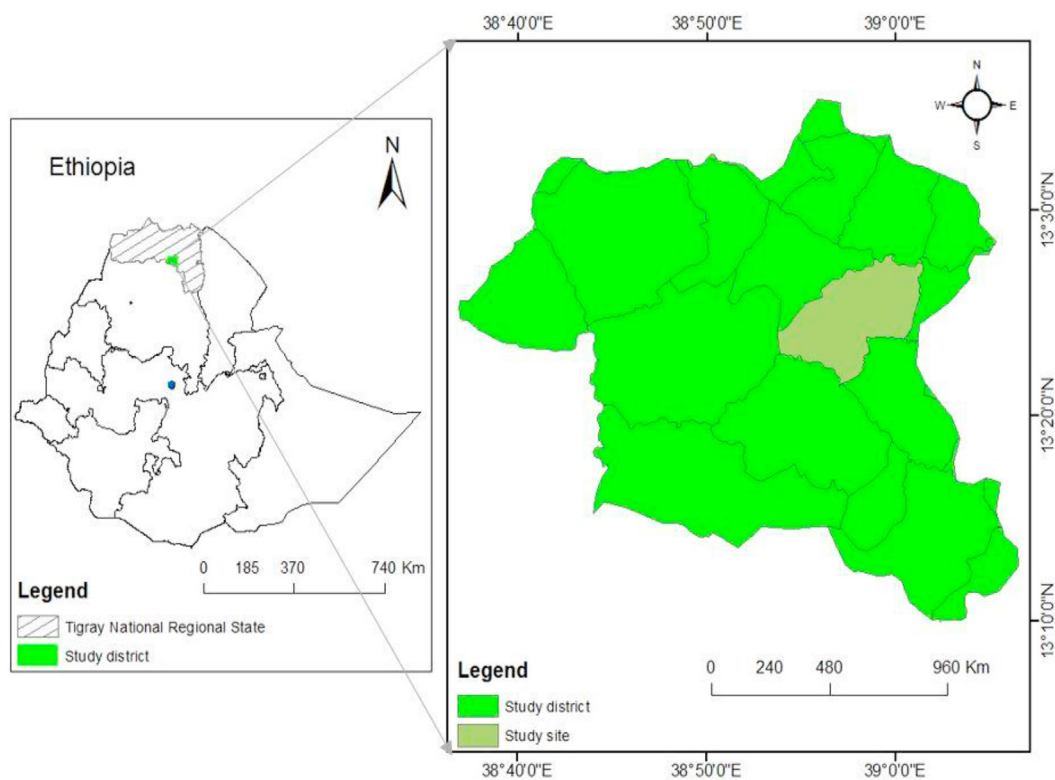 Ethiopia
N
0 185 370 740 Km
Legend
Tigray National Regional State
Study district
38°40'0"E 38°50'0"E 39°0'0"E
N
W E
S
13°30'0"N
13°20'0"N
13°10'0"N
0 240 480 960 Km
Legend
Study district
Study site
38°40'0"E 38°50'0"E 39°0'0"E